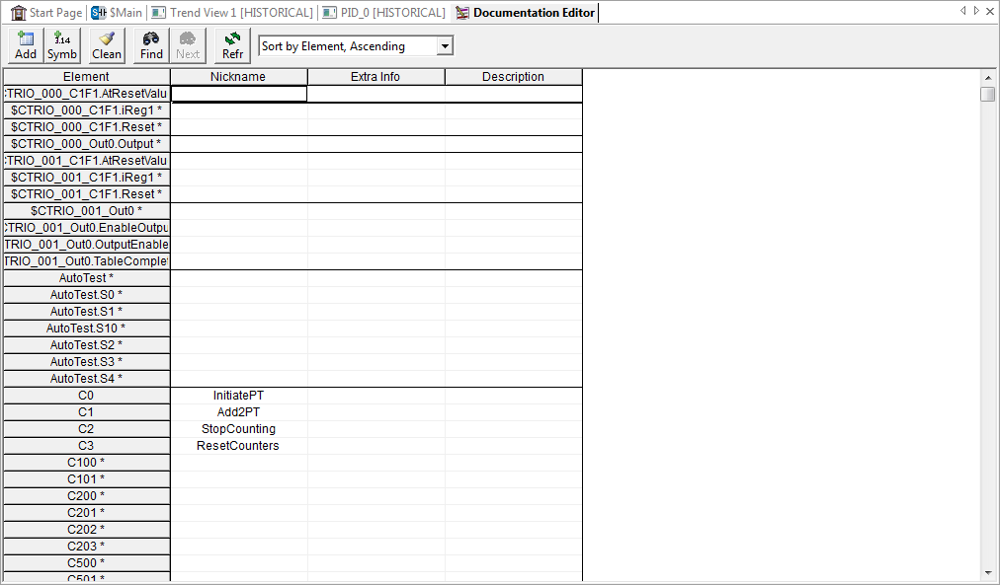 Start Page $Main Trend View 1 [HISTORICAL] PID_0 [HISTORICAL] Documentation Editor
Add Symb Clean Find Next Refr Sort by Element, Ascending
Element Nickname Extra Info Description
CTRIO_000_C1F1.AtResetValu
$CTRIO_000_C1F1.iReg1 *
$CTRIO_000_C1F1.Reset *
$CTRIO_000_Out0.Output *
CTRIO_001_C1F1.AtResetValu
$CTRIO_001_C1F1.iReg1 *
$CTRIO_001_C1F1.Reset *
$CTRIO_001_Out0 *
CTRIO_001_Out0.EnableOutpu
TRIO_001_Out0.OutputEnable
TRIO_001_Out0.TableComple
AutoTest *
AutoTest.S0 *
AutoTest.S1 *
AutoTest.S10 *
AutoTest.S2 *
AutoTest.S3 *
AutoTest.S4 *
C0 InitiatePT
C1 Add2PT
C2 StopCounting
C3 ResetCounters
C100 *
C101 *
C200 *
C201 *
C202 *
C203 *
C500 *
C501 *